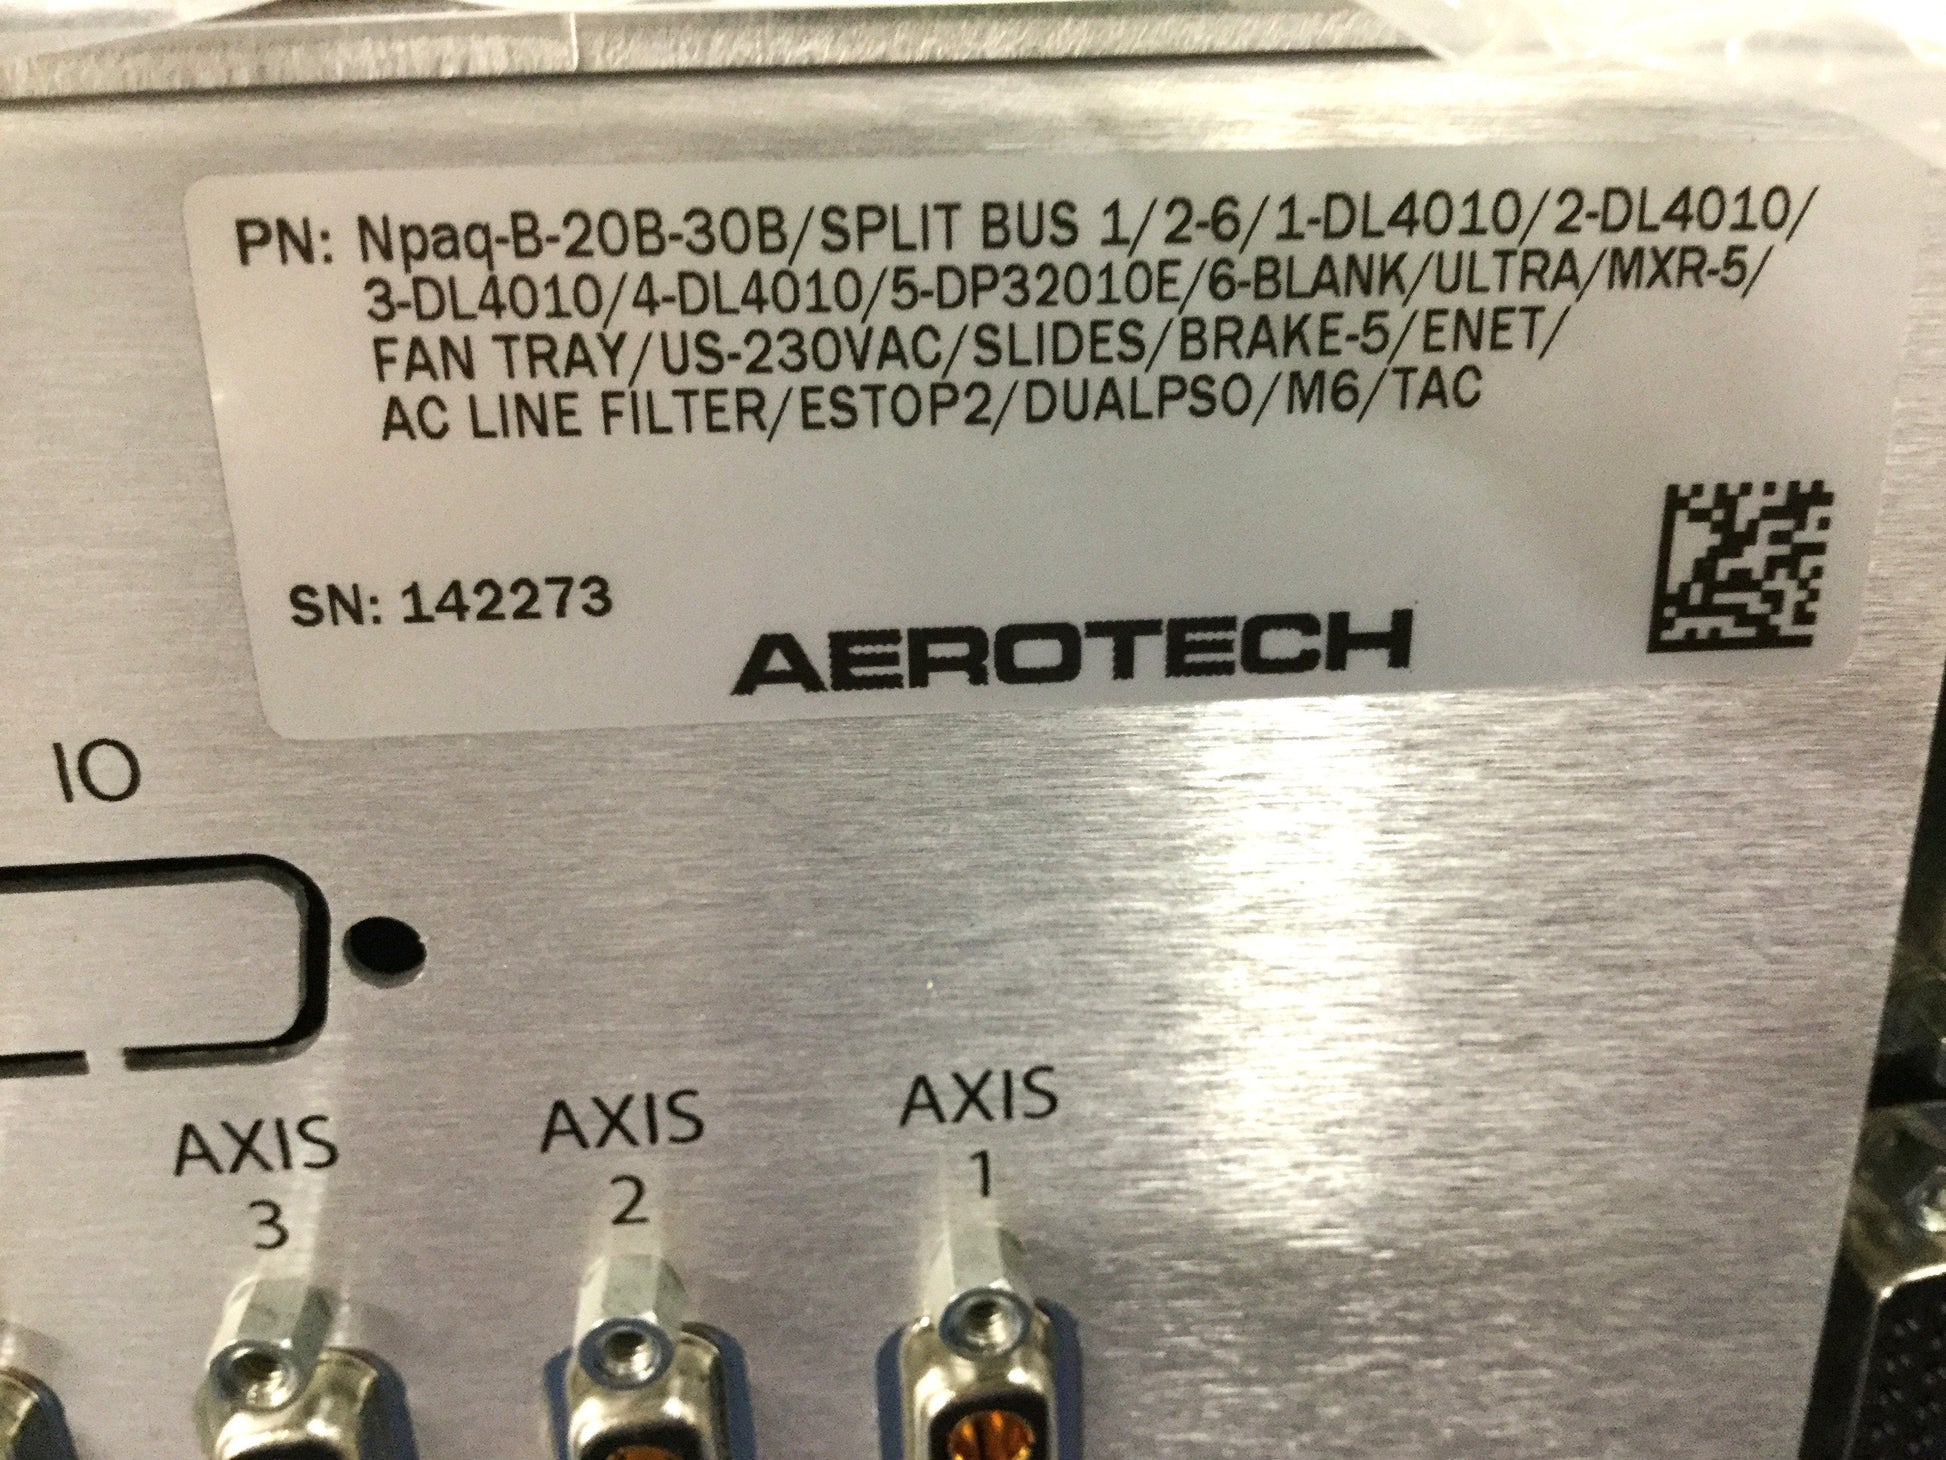 PN: Npaq-B-20B-30B/SPLIT BUS 1/2-6/1-DL4010/2-DL4010/
3-DL4010/4-DL4010/5-DP32010E/6-BLANK/ULTRA/MXR-5/
FAN TRAY/US-230VAC/SLIDES/BRAKE-5/ENET/
AC LINE FILTER/ESTOP2/DUALPSO/M6/TAC
SN: 142273
AEROTECH
IO
AXIS
3
AXIS
2
AXIS
1